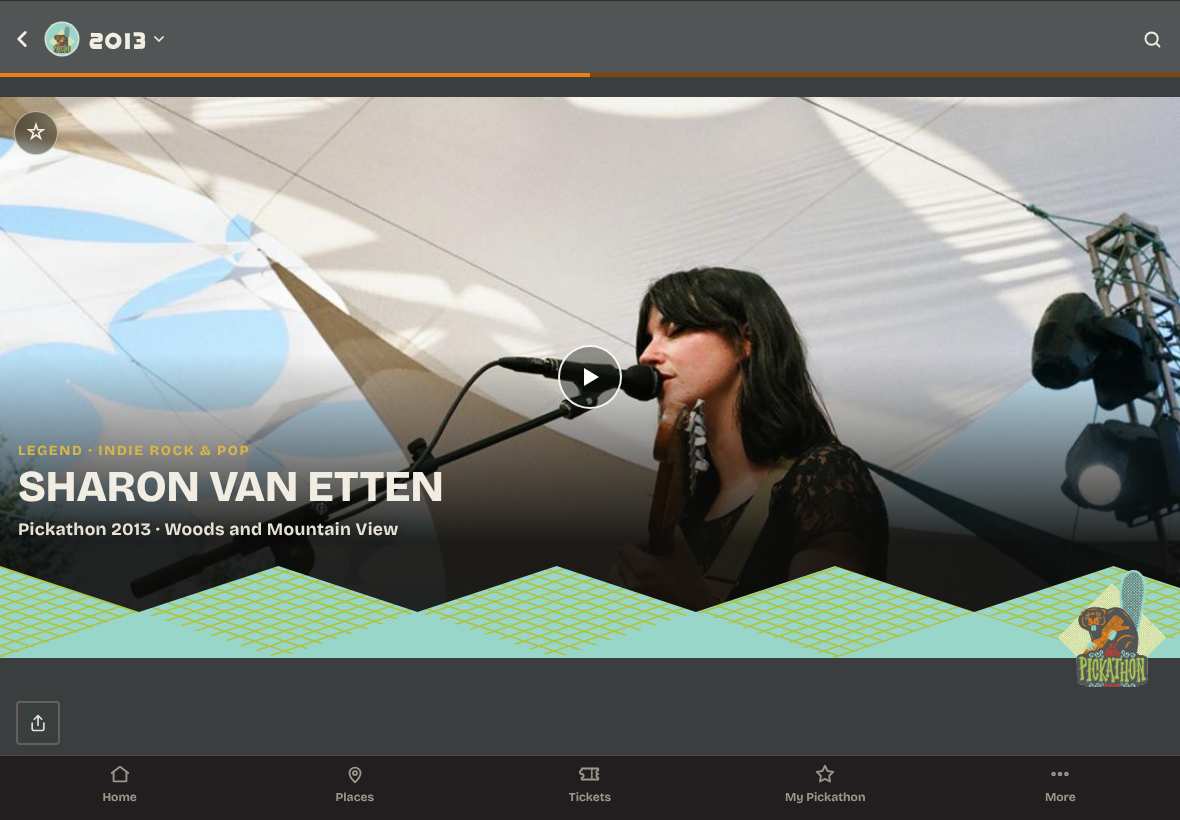 2013
LEGEND · INDIE ROCK & POP
SHARON VAN ETTEN
Pickathon 2013 · Woods and Mountain View
PICKATHON
Home
Places
Tickets
My Pickathon
More